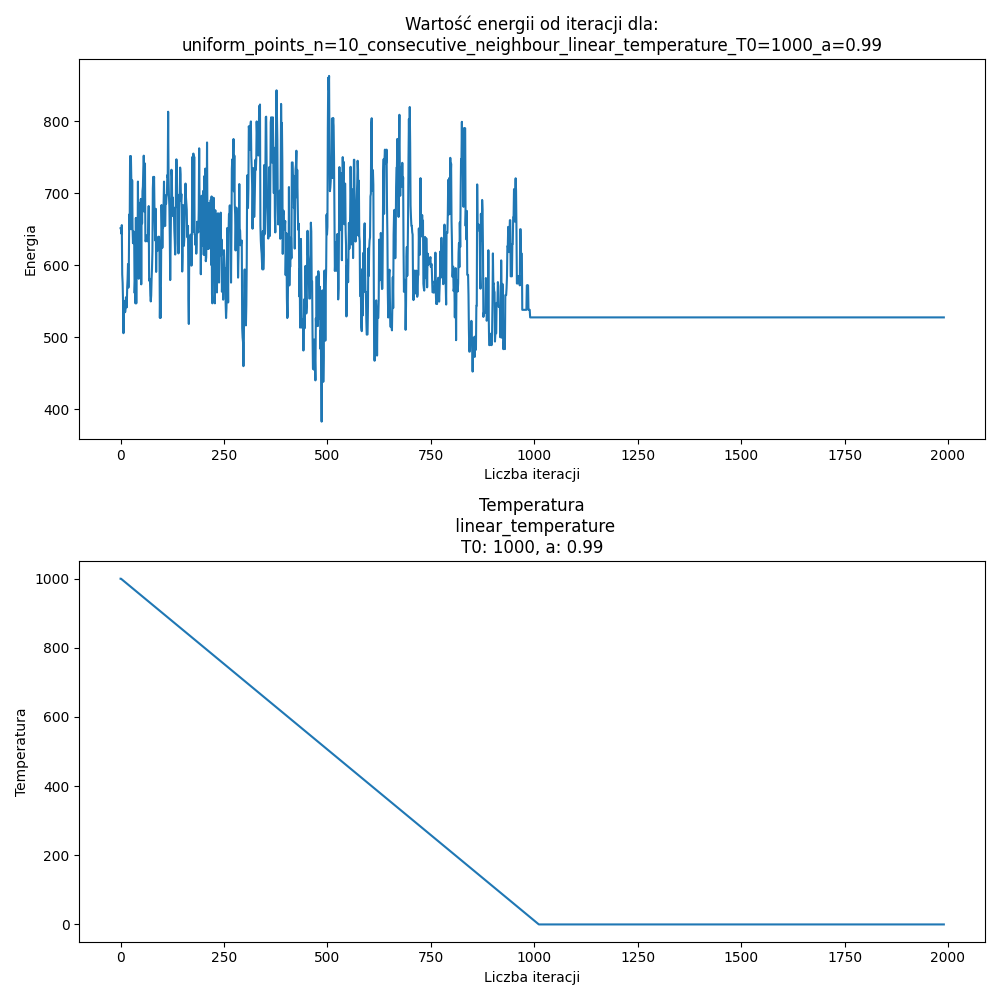 Wartość energii od iteracji dla:
uniform_points_n=10_consecutive_neighbour_linear_temperature_T0=1000_a=0.99
800
700
600
500
400
Energia
0 250 500 750 1000 1250 1500 1750 2000
Liczba iteracji
Temperatura
linear_temperature
T0: 1000, a: 0.99
1000
800
600
400
200
0
Temperatura
0 250 500 750 1000 1250 1500 1750 2000
Liczba iteracji